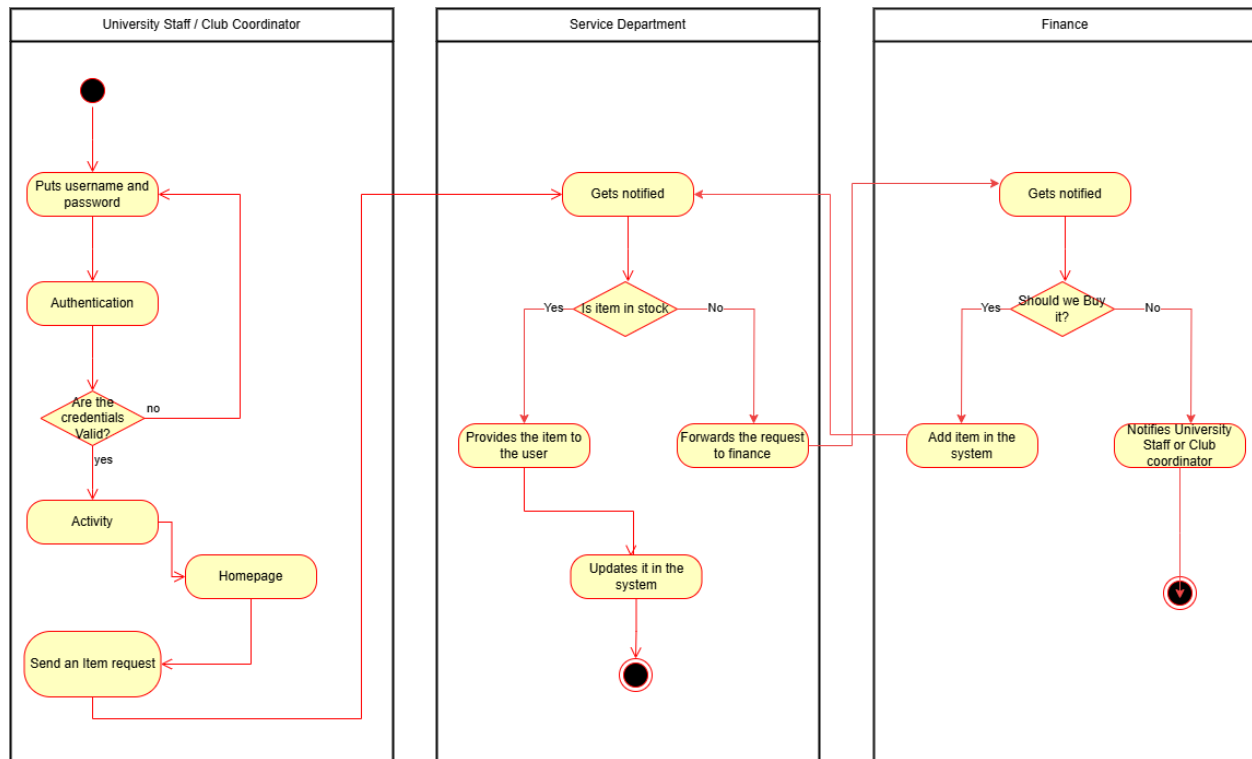 University Staff / Club Coordinator
Puts username and
password
Authentication
Are the
credentials
Valid?
no
yes
Activity
Homepage
Send an Item request
Service Department
Gets notified
Is item in stock
Yes
No
Provides the item to
the user
Forwards the request
to finance
Updates it in the
system
Finance
Gets notified
Should we Buy
it?
Yes
No
Add item in the
system
Notifies University
Staff or Club
coordinator